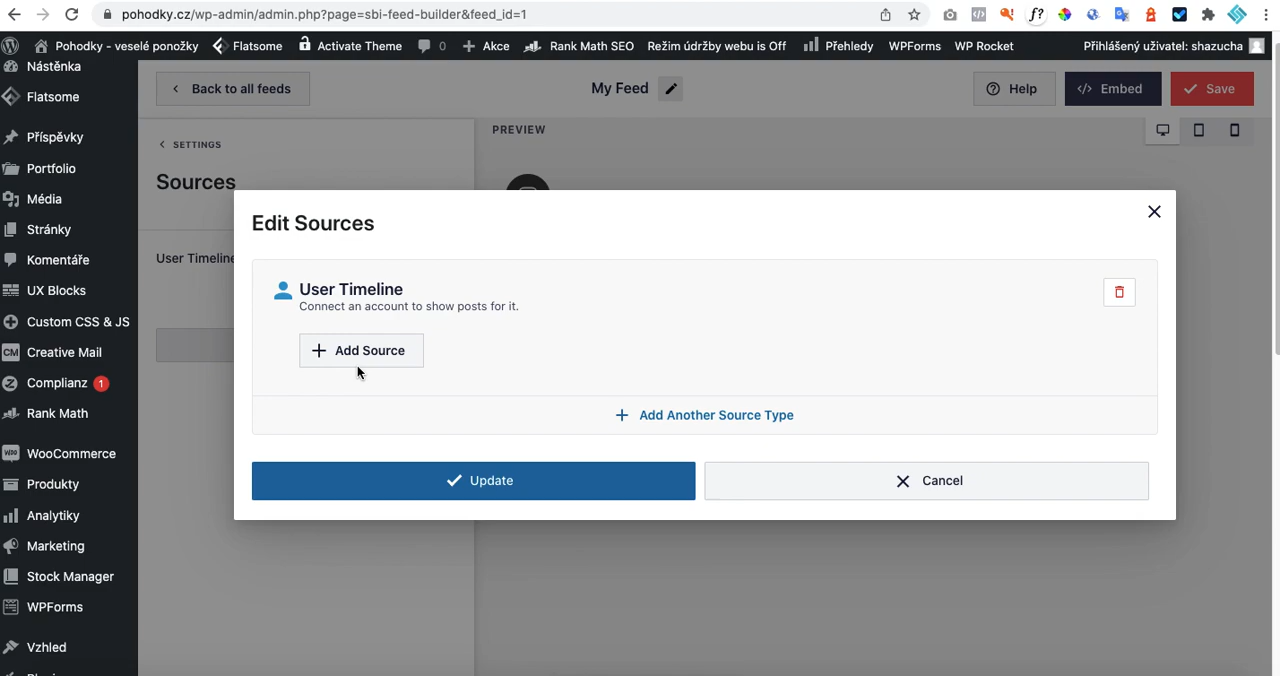 pohodky.cz/wp-admin/admin.php?page=sbi-feed-builder&feed_id=1
f?
Pohodky - veselé ponožky
Flatsome
Activate Theme
0
Akce
Rank Math SEO
Režim údržby webu is Off
Přehledy
WPForms
WP Rocket
Přihlášený uživatel: shazucha
Nástěnka
Flatsome
Příspěvky
Portfolio
Média
Stránky
Komentáře
UX Blocks
Custom CSS & JS
CM Creative Mail
Complianz 1
Rank Math
WooCommerce
Produkty
Analytiky
Marketing
Stock Manager
WPForms
Vzhled
Back to all feeds
My Feed
Help
</> Embed
Save
SETTINGS
PREVIEW
Sources
User Timeline
Edit Sources
User Timeline
Connect an account to show posts for it.
+ Add Source
+ Add Another Source Type
Update
Cancel